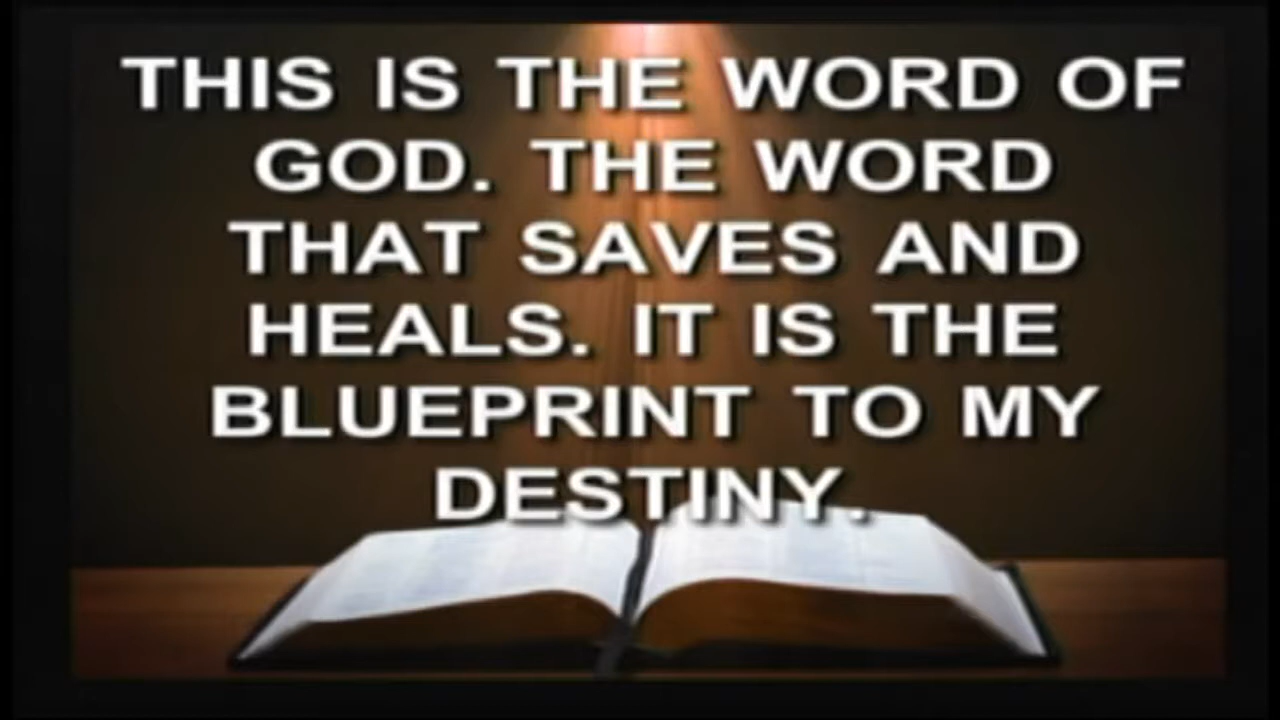 THIS IS THE WORD OF
GOD. THE WORD
THAT SAVES AND
HEALS. IT IS THE
BLUEPRINT TO MY
DESTINY.